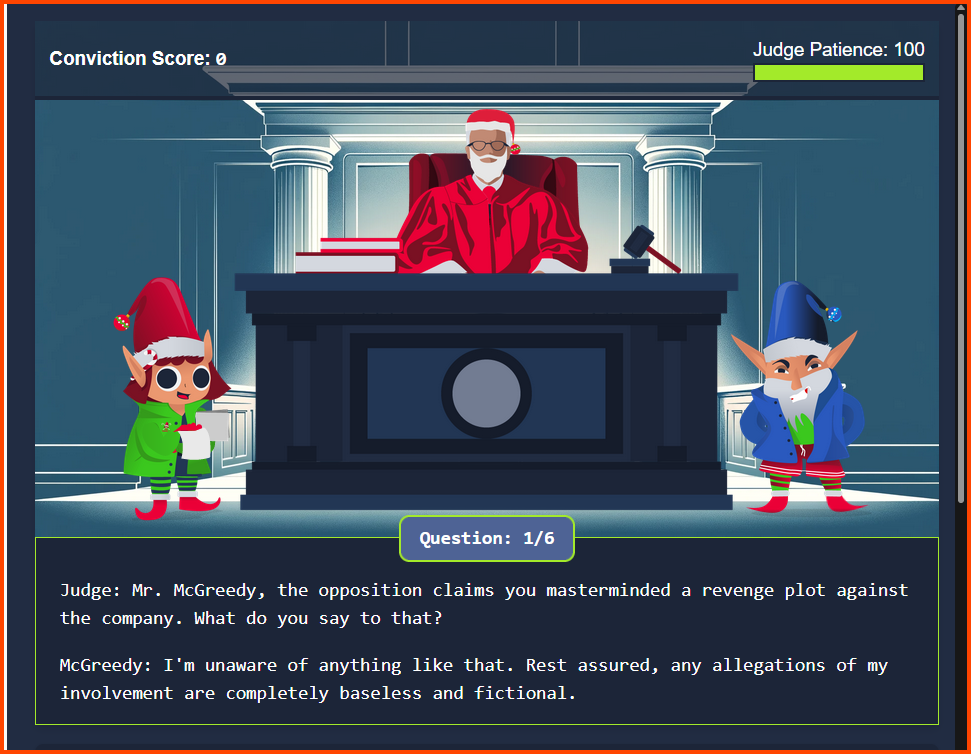 Conviction Score: 0
Judge Patience: 100
Question: 1/6
Judge: Mr. McGreedy, the opposition claims you masterminded a revenge plot against
the company. What do you say to that?
McGreedy: I'm unaware of anything like that. Rest assured, any allegations of my
involvement are completely baseless and fictional.